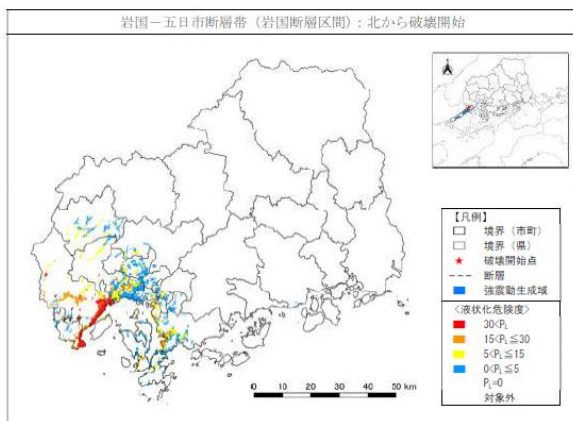 岩国－五日市断層帯（岩国断層区間）：北から破壊開始
【凡例】
境界（市町）
境界（県）
破壊開始点
断層
強震動生成域
<液状化危険度>
30<PL
15<PL≦30
5<PL≦15
0<PL≦5
PL=0
対象外
0 10 20 30 40 50 km